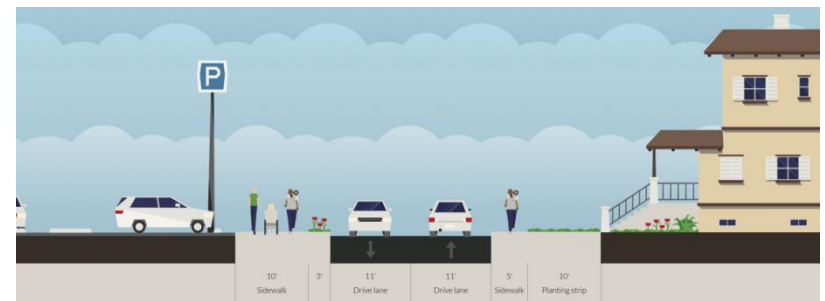 P
10' 3' 11' 11' 5' 10'
Sidewalk Drive lane Drive lane Sidewalk Planting strip